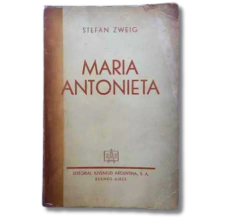 STEFAN ZWEIG
MARIA
ANTONIETA
EDITORIAL JUVENTUD ARGENTINA, S. A.
BUENOS AIRES